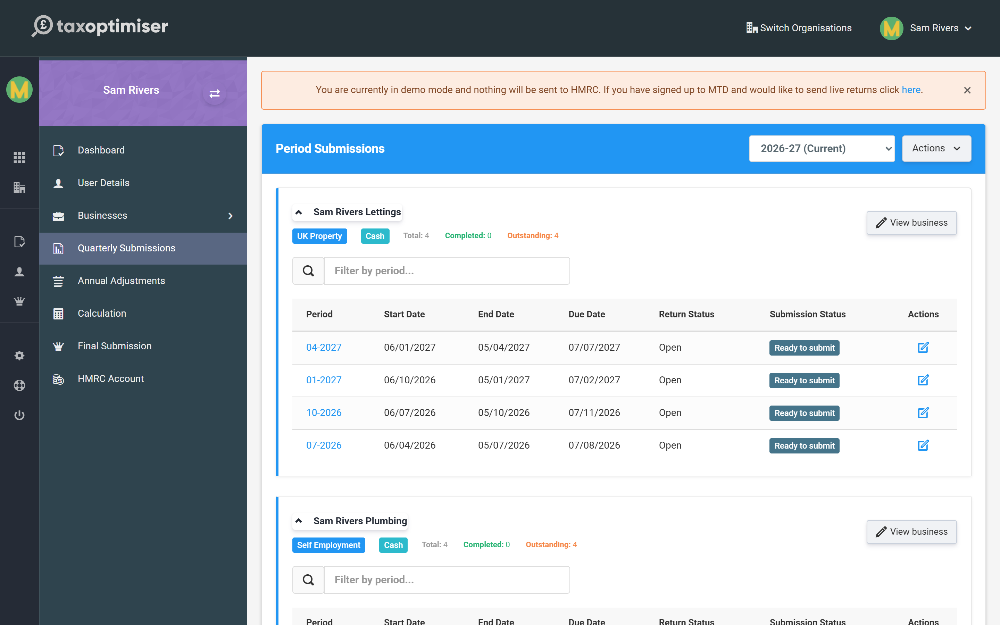 taxoptimiser
Switch Organisations
Sam Rivers
Sam Rivers
You are currently in demo mode and nothing will be sent to HMRC. If you have signed up to MTD and would like to send live returns click here.
Dashboard
User Details
Businesses
Quarterly Submissions
Annual Adjustments
Calculation
Final Submission
HMRC Account
Period Submissions
2026-27 (Current)
Actions
Sam Rivers Lettings
View business
UK Property Cash Total: 4 Completed: 0 Outstanding: 4
Filter by period...
Period Start Date End Date Due Date Return Status Submission Status Actions
04-2027 06/01/2027 05/04/2027 07/07/2027 Open Ready to submit
01-2027 06/10/2026 05/01/2027 07/02/2027 Open Ready to submit
10-2026 06/07/2026 05/10/2026 07/11/2026 Open Ready to submit
07-2026 06/04/2026 05/07/2026 07/08/2026 Open Ready to submit
Sam Rivers Plumbing
View business
Self Employment Cash Total: 4 Completed: 0 Outstanding: 4
Filter by period...
Period Start Date End Date Due Date Return Status Submission Status Actions